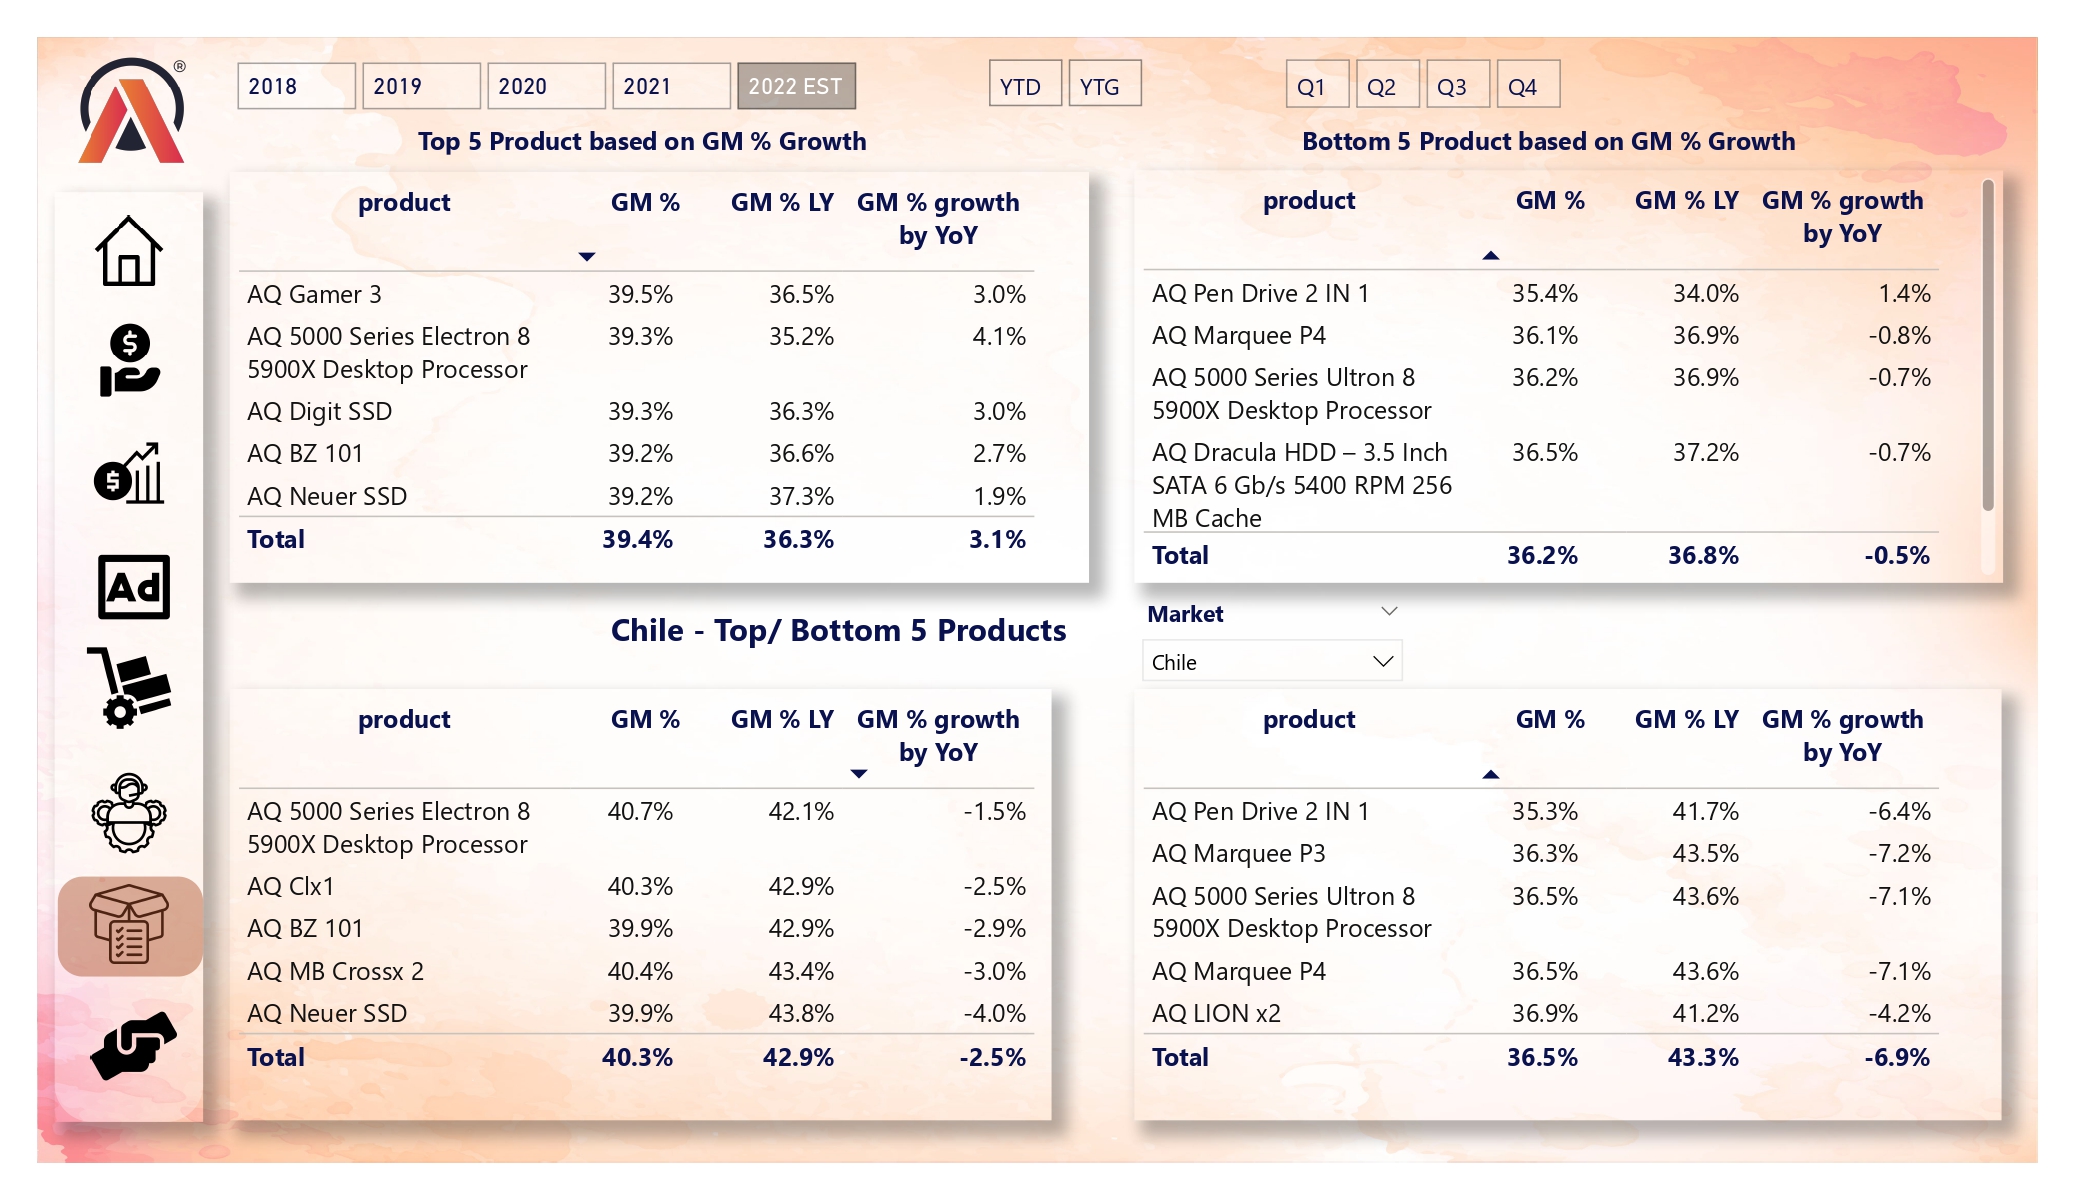 ®
2018 2019 2020 2021 2022 EST YTD YTG Q1 Q2 Q3 Q4
Top 5 Product based on GM % Growth
product GM % GM % LY GM % growth
by YoY
AQ Gamer 3 39.5% 36.5% 3.0%
AQ 5000 Series Electron 8 39.3% 35.2% 4.1%
5900X Desktop Processor
AQ Digit SSD 39.3% 36.3% 3.0%
AQ BZ 101 39.2% 36.6% 2.7%
AQ Neuer SSD 39.2% 37.3% 1.9%
Total 39.4% 36.3% 3.1%
Bottom 5 Product based on GM % Growth
product GM % GM % LY GM % growth
by YoY
AQ Pen Drive 2 IN 1 35.4% 34.0% 1.4%
AQ Marquee P4 36.1% 36.9% -0.8%
AQ 5000 Series Ultron 8 36.2% 36.9% -0.7%
5900X Desktop Processor
AQ Dracula HDD – 3.5 Inch 36.5% 37.2% -0.7%
SATA 6 Gb/s 5400 RPM 256
MB Cache
Total 36.2% 36.8% -0.5%
Ad
Chile - Top/ Bottom 5 Products
Market
Chile
product GM % GM % LY GM % growth
by YoY
AQ 5000 Series Electron 8 40.7% 42.1% -1.5%
5900X Desktop Processor
AQ Clx1 40.3% 42.9% -2.5%
AQ BZ 101 39.9% 42.9% -2.9%
AQ MB Crossx 2 40.4% 43.4% -3.0%
AQ Neuer SSD 39.9% 43.8% -4.0%
Total 40.3% 42.9% -2.5%
product GM % GM % LY GM % growth
by YoY
AQ Pen Drive 2 IN 1 35.3% 41.7% -6.4%
AQ Marquee P3 36.3% 43.5% -7.2%
AQ 5000 Series Ultron 8 36.5% 43.6% -7.1%
5900X Desktop Processor
AQ Marquee P4 36.5% 43.6% -7.1%
AQ LION x2 36.9% 41.2% -4.2%
Total 36.5% 43.3% -6.9%